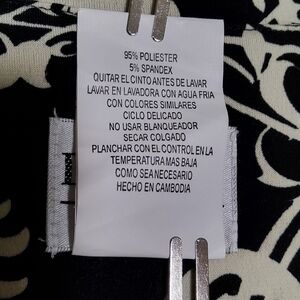 95% POLIESTER
5% SPANDEX
QUITAR EL CINTO ANTES DE LAVAR
LAVAR EN LAVADORA CON AGUA FRIA
CON COLORES SIMILARES
CICLO DELICADO
NO USAR BLANQUEADOR
SECAR COLGADO
PLANCHAR CON EL CONTROL EN LA
TEMPERATURA MAS BAJA
COMO SEA NECESARIO
HECHO EN CAMBODIA